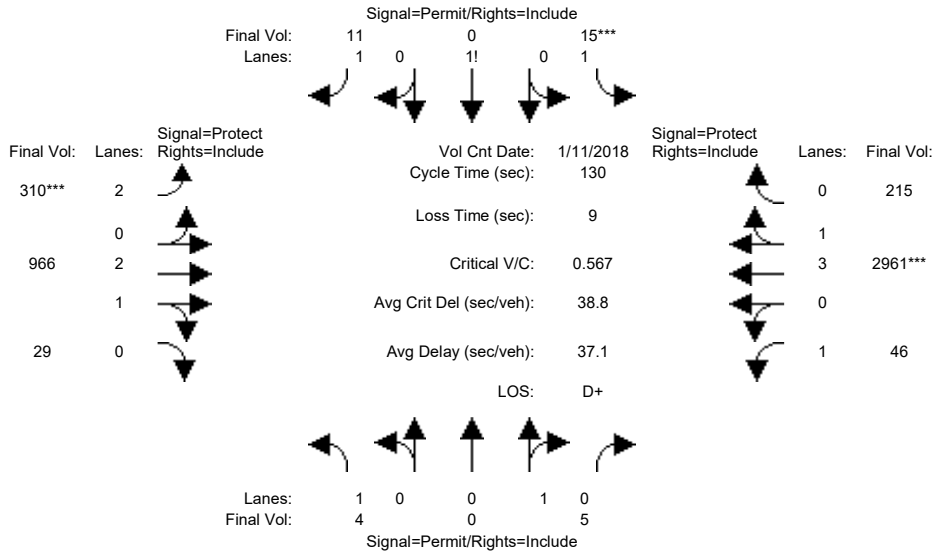 Signal=Permit/Rights=Include
Final Vol: 11 0 15***
Lanes: 1 0 1! 0 1
Signal=Protect Signal=Protect
Final Vol: Lanes: Rights=Include Vol Cnt Date: 1/11/2018 Rights=Include Lanes: Final Vol:
Cycle Time (sec): 130
310*** 2 0 215
Loss Time (sec): 9
0 1
966 2 Critical V/C: 0.567 3 2961***
1 Avg Crit Del (sec/veh): 38.8 0
29 0 Avg Delay (sec/veh): 37.1 1 46
LOS: D+
Lanes: 1 0 0 1 0
Final Vol: 4 0 5
Signal=Permit/Rights=Include